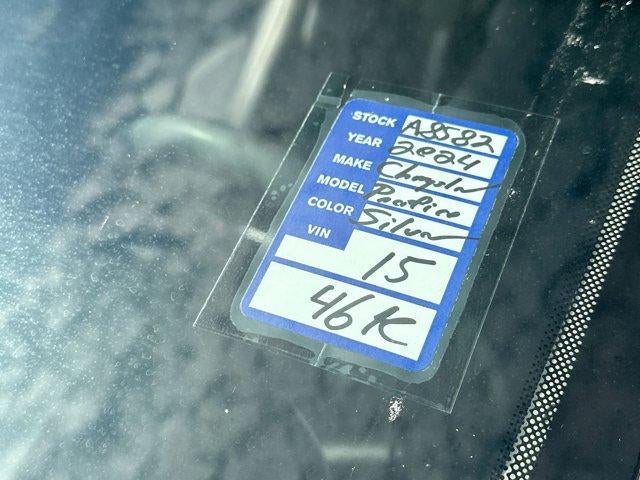 STOCK A8582
YEAR 2024
MAKE Chrysler
MODEL Pacifica
COLOR Silver
VIN
15
46K